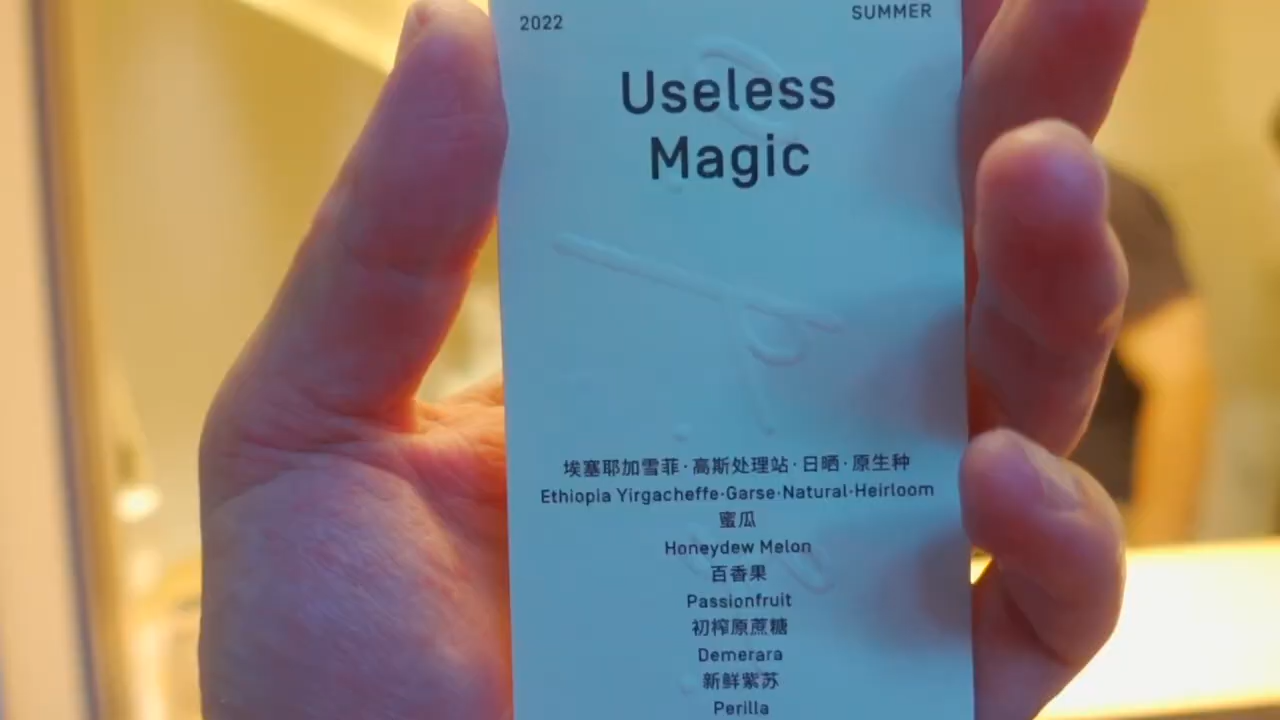 2022
SUMMER
Useless
Magic
埃塞耶加雪菲·高斯处理站·日晒·原生种
Ethiopia Yirgacheffe·Garse·Natural·Heirloom
蜜瓜
Honeydew Melon
百香果
Passionfruit
初榨原蔗糖
Demerara
新鲜紫苏
Perilla